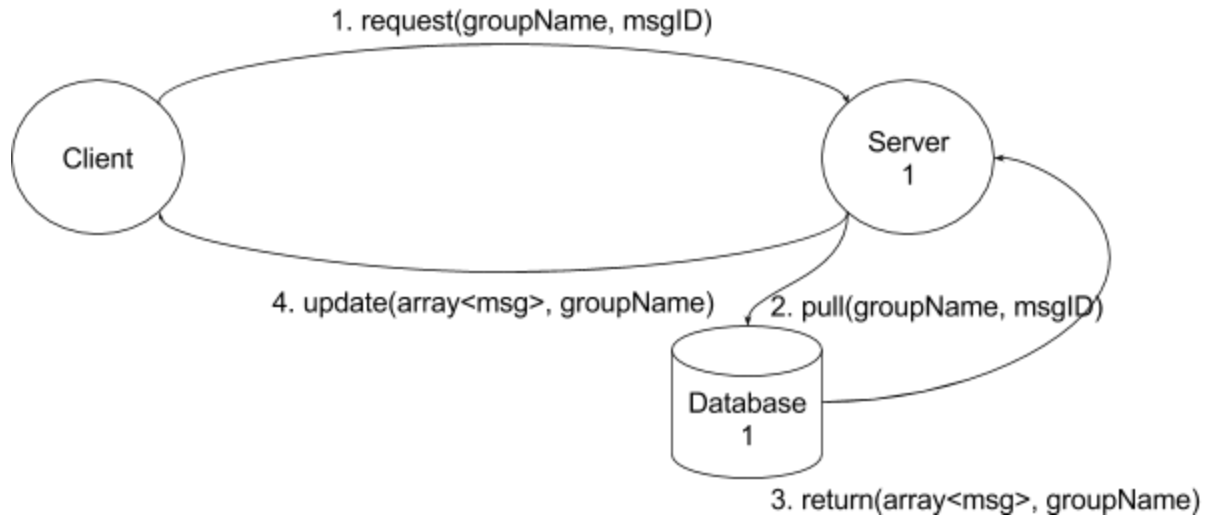 1. request(groupName, msgID)
Client
Server
1
4. update(array<msg>, groupName)
2. pull(groupName, msgID)
Database
1
3. return(array<msg>, groupName)